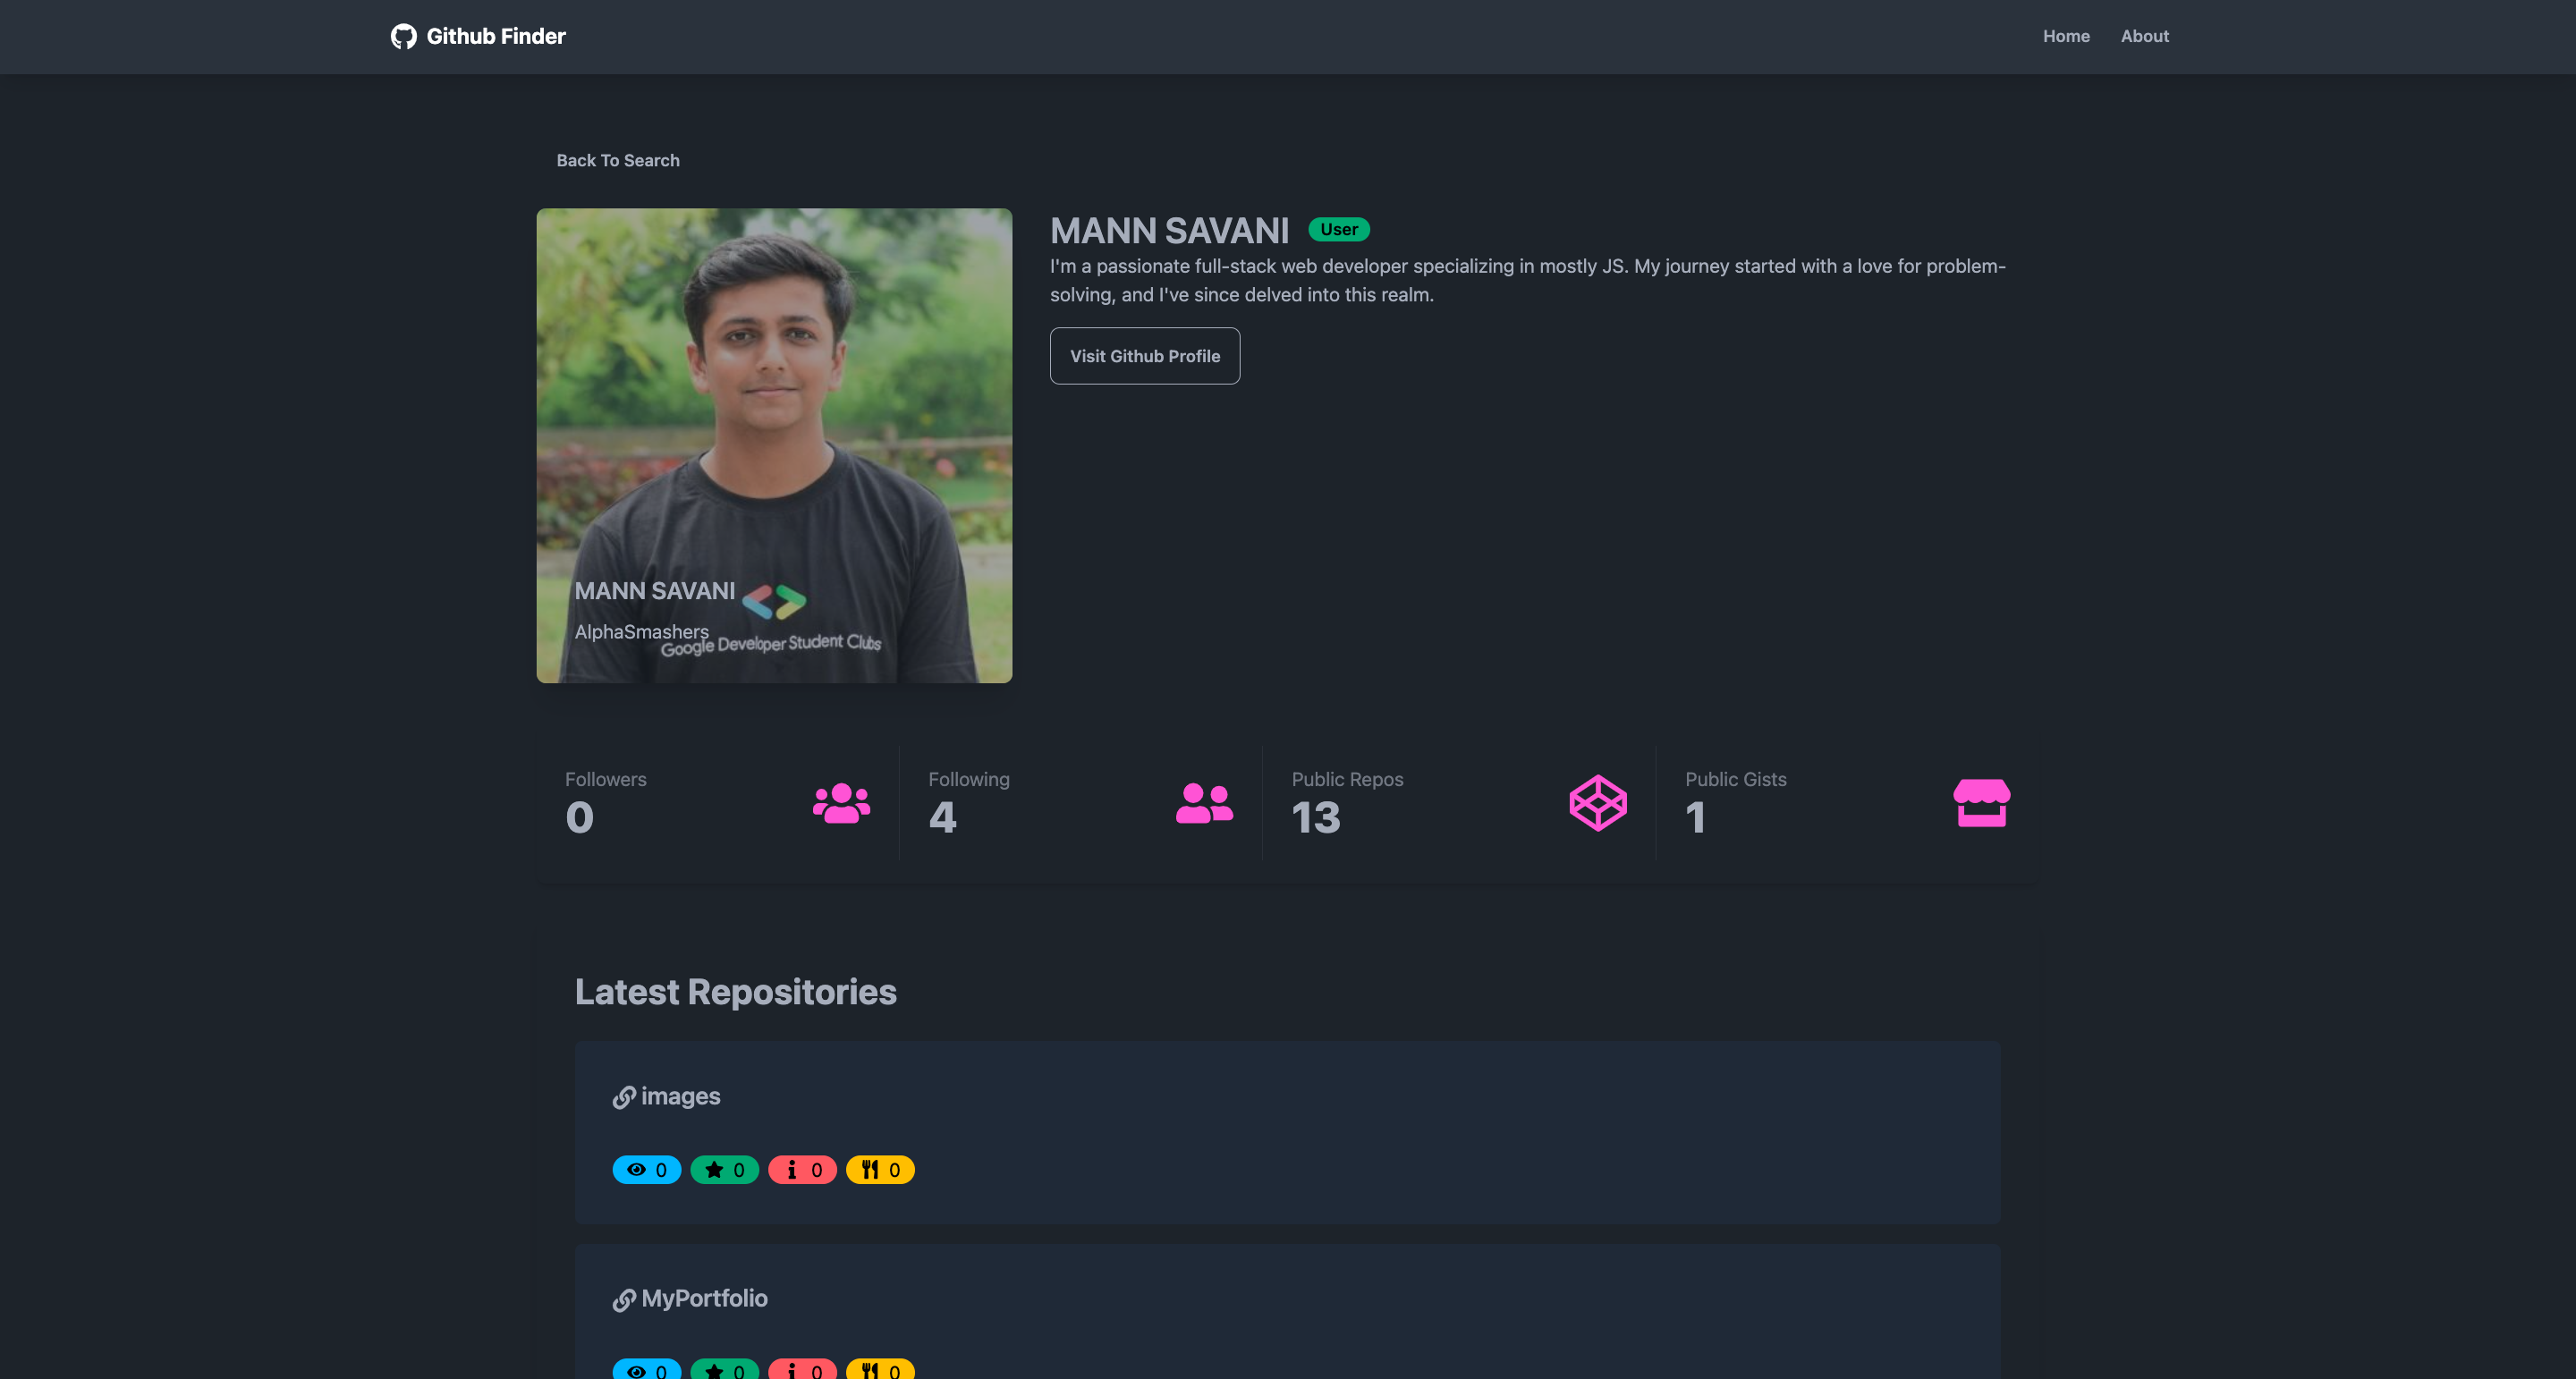 Github Finder
Home
About
Back To Search
MANN SAVANI
User
I'm a passionate full-stack web developer specializing in mostly JS. My journey started with a love for problem-
solving, and I've since delved into this realm.
Visit Github Profile
MANN SAVANI
AlphaSmashers
Google Developer Student Clubs
Followers
0
Following
4
Public Repos
13
Public Gists
1
Latest Repositories
images
0
0
0
0
MyPortfolio
0
0
0
0